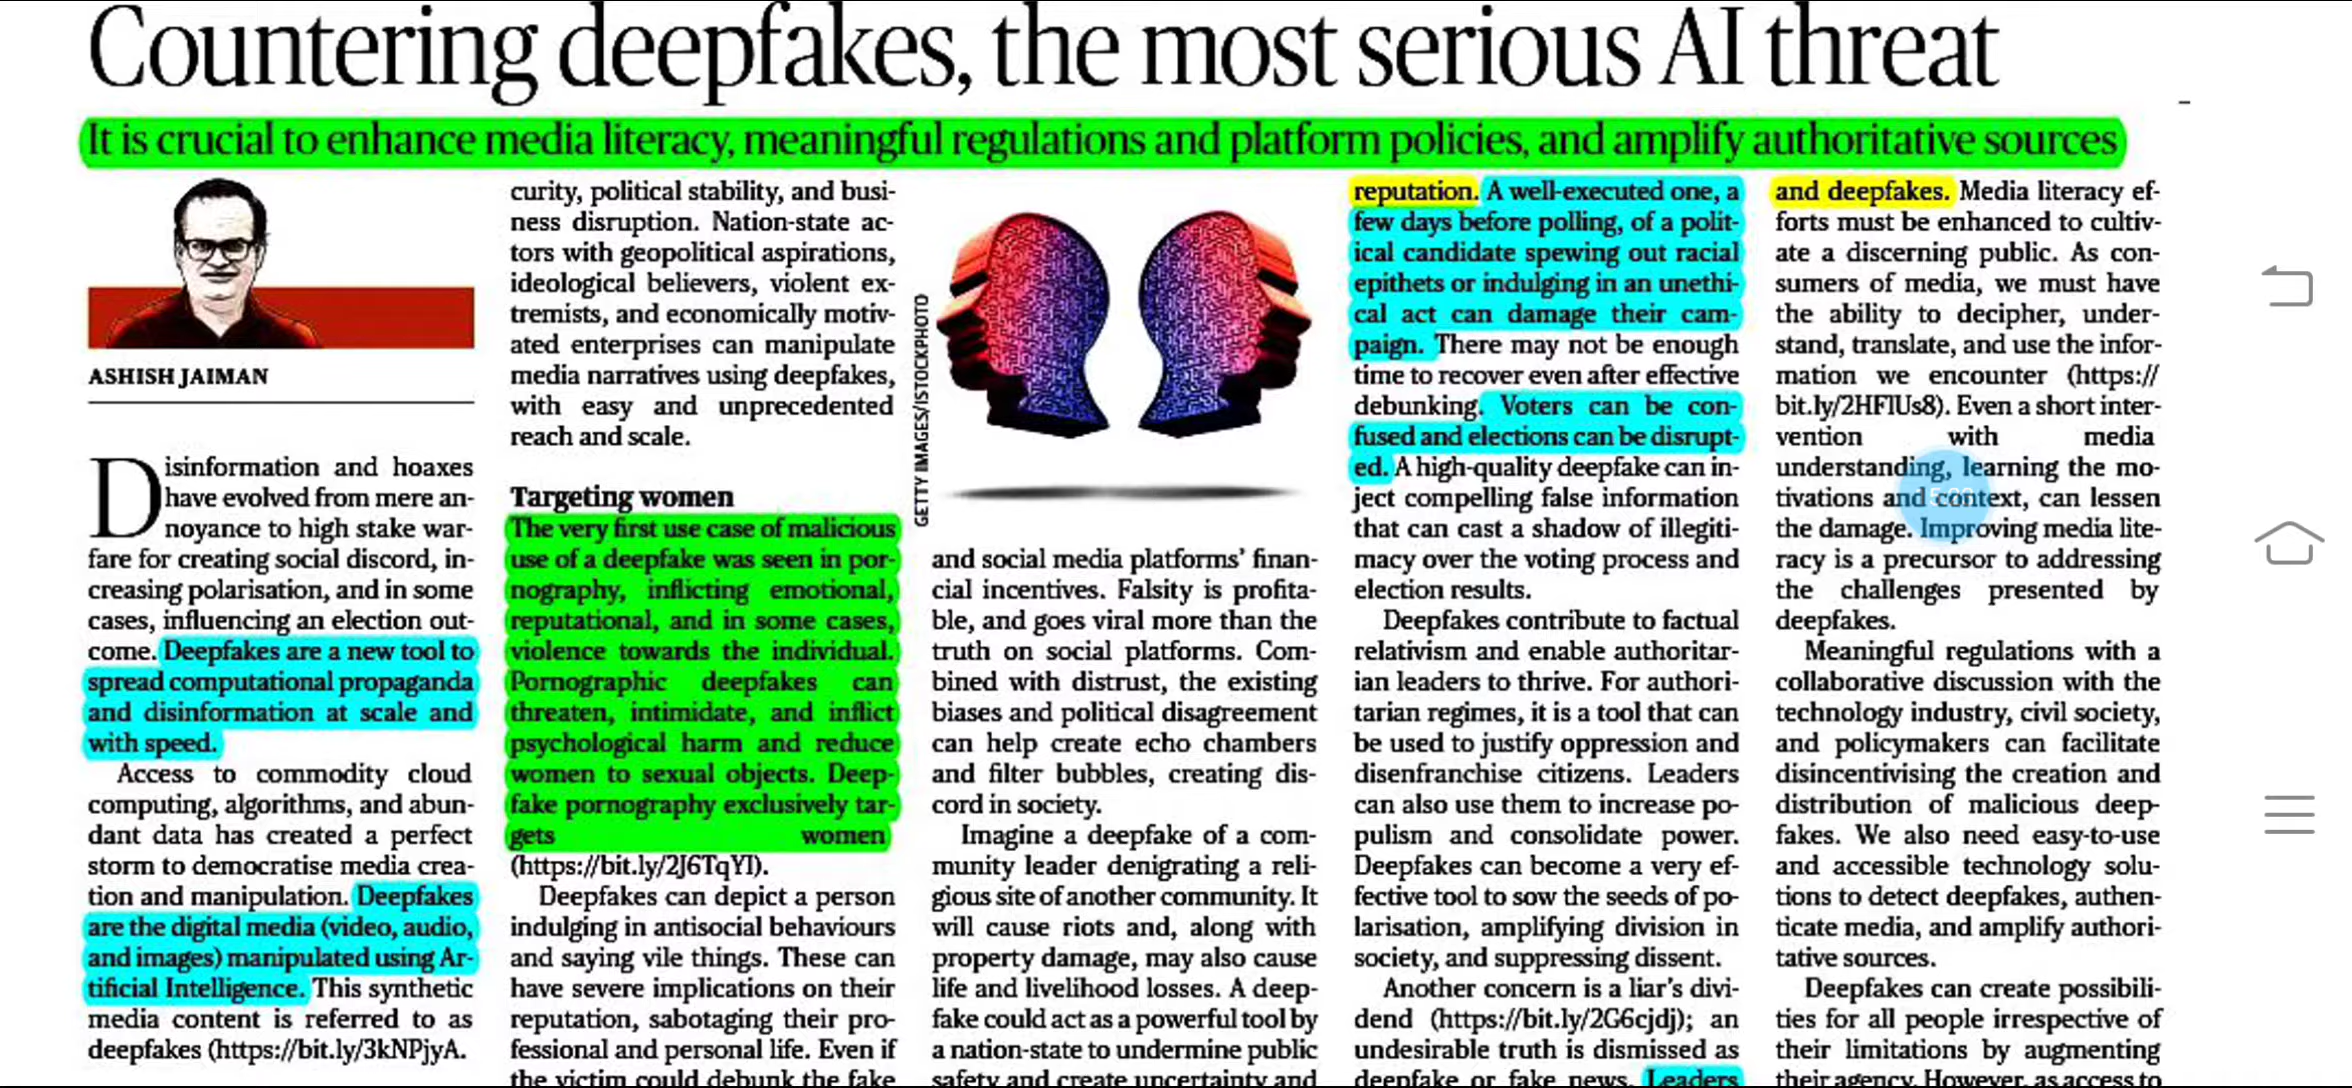 Countering deepfakes, the most serious AI threat
It is crucial to enhance media literacy, meaningful regulations and platform policies, and amplify authoritative sources
ASHISH JAIMAN
Disinformation and hoaxes
have evolved from mere an-
noyance to high stake war-
fare for creating social discord, in-
creasing polarisation, and in some
cases, influencing an election out-
come. Deepfakes are a new tool to
spread computational propaganda
and disinformation at scale and
with speed.
Access to commodity cloud
computing, algorithms, and abun-
dant data has created a perfect
storm to democratise media crea-
tion and manipulation. Deepfakes
are the digital media (video, audio,
and images) manipulated using Ar-
tificial Intelligence. This synthetic
media content is referred to as
deepfakes (https://bit.ly/3kNPjyA.
curity, political stability, and busi-
ness disruption. Nation-state ac-
tors with geopolitical aspirations,
ideological believers, violent ex-
tremists, and economically motiv-
ated enterprises can manipulate
media narratives using deepfakes,
with easy and unprecedented
reach and scale.
Targeting women
The very first use case of malicious
use of a deepfake was seen in por-
nography, inflicting emotional,
reputational, and in some cases,
violence towards the individual.
Pornographic deepfakes can
threaten, intimidate, and inflict
psychological harm and reduce
women to sexual objects. Deep-
fake pornography exclusively tar-
gets women
(https://bit.ly/2J6TqYI).
Deepfakes can depict a person
indulging in antisocial behaviours
and saying vile things. These can
have severe implications on their
reputation, sabotaging their pro-
fessional and personal life. Even if
the victim could debunk the fake
GETTY IMAGES/ISTOCKPHOTO
and social media platforms' finan-
cial incentives. Falsity is profita-
ble, and goes viral more than the
truth on social platforms. Com-
bined with distrust, the existing
biases and political disagreement
can help create echo chambers
and filter bubbles, creating dis-
cord in society.
Imagine a deepfake of a com-
munity leader denigrating a reli-
gious site of another community. It
will cause riots and, along with
property damage, may also cause
life and livelihood losses. A deep-
fake could act as a powerful tool by
a nation-state to undermine public
safety and create uncertainty and
reputation. A well-executed one, a
few days before polling, of a polit-
ical candidate spewing out racial
epithets or indulging in an unethi-
cal act can damage their cam-
paign. There may not be enough
time to recover even after effective
debunking. Voters can be con-
fused and elections can be disrupt-
ed. A high-quality deepfake can in-
ject compelling false information
that can cast a shadow of illegiti-
macy over the voting process and
election results.
Deepfakes contribute to factual
relativism and enable authoritar-
ian leaders to thrive. For authori-
tarian regimes, it is a tool that can
be used to justify oppression and
disenfranchise citizens. Leaders
can also use them to increase po-
pulism and consolidate power.
Deepfakes can become a very ef-
fective tool to sow the seeds of po-
larisation, amplifying division in
society, and suppressing dissent.
Another concern is a liar's divi-
dend (https://bit.ly/2G6cjdj); an
undesirable truth is dismissed as
deepfake or fake news. Leaders
and deepfakes. Media literacy ef-
forts must be enhanced to cultiv-
ate a discerning public. As con-
sumers of media, we must have
the ability to decipher, under-
stand, translate, and use the infor-
mation we encounter (https://
bit.ly/2HF1Us8). Even a short inter-
vention with media
understanding, learning the mo-
tivations and context, can lessen
the damage. Improving media lite-
racy is a precursor to addressing
the challenges presented by
deepfakes.
Meaningful regulations with a
collaborative discussion with the
technology industry, civil society,
and policymakers can facilitate
disincentivising the creation and
distribution of malicious deep-
fakes. We also need easy-to-use
and accessible technology solu-
tions to detect deepfakes, authen-
ticate media, and amplify authori-
tative sources.
Deepfakes can create possibili-
ties for all people irrespective of
their limitations by augmenting
their agency. However, as access to